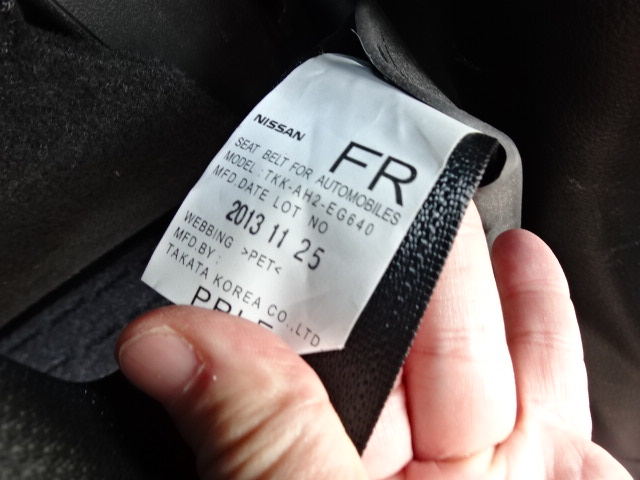 NISSAN
FR
SEAT BELT FOR AUTOMOBILES
MODEL : TKK-AH2-EG640
MFD.DATE LOT NO
2013 11 25
WEBBING >PET<
MFD.BY :
TAKATA KOREA CO.,LTD